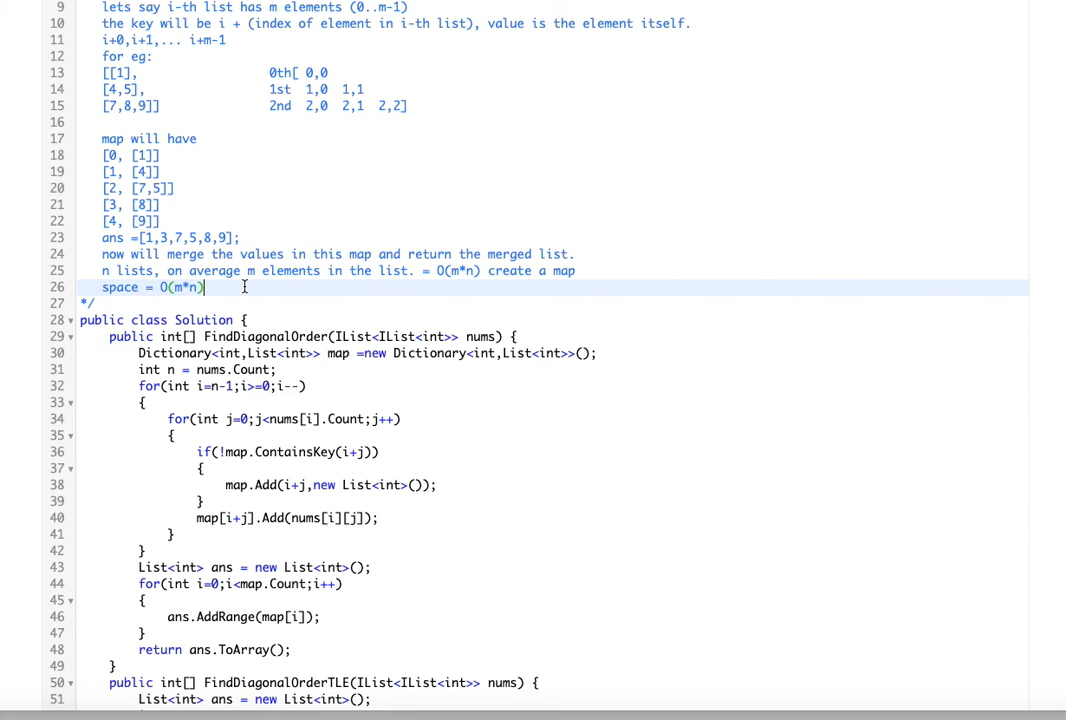 9 lets say i-th list has m elements (0..m-1)
10 the key will be i + (index of element in i-th list), value is the element itself.
11 i+0,i+1,... i+m-1
12 for eg:
13 [[1], 0th[ 0,0
14 [4,5], 1st 1,0 1,1
15 [7,8,9]] 2nd 2,0 2,1 2,2]
16
17 map will have
18 [0, [1]]
19 [1, [4]]
20 [2, [7,5]]
21 [3, [8]]
22 [4, [9]]
23 ans =[1,3,7,5,8,9];
24 now will merge the values in this map and return the merged list.
25 n lists, on average m elements in the list. = O(m*n) create a map
26 space = O(m*n)
27 */
28 public class Solution {
29 public int[] FindDiagonalOrder(IList<IList<int>> nums) {
30 Dictionary<int,List<int>> map =new Dictionary<int,List<int>>();
31 int n = nums.Count;
32 for(int i=n-1;i>=0;i--)
33 {
34 for(int j=0;j<nums[i].Count;j++)
35 {
36 if(!map.ContainsKey(i+j))
37 {
38 map.Add(i+j,new List<int>());
39 }
40 map[i+j].Add(nums[i][j]);
41 }
42 }
43 List<int> ans = new List<int>();
44 for(int i=0;i<map.Count;i++)
45 {
46 ans.AddRange(map[i]);
47 }
48 return ans.ToArray();
49 }
50 public int[] FindDiagonalOrderTLE(IList<IList<int>> nums) {
51 List<int> ans = new List<int>();